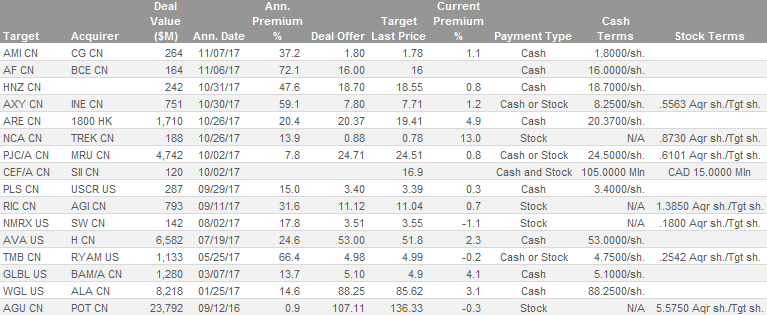 Deal Ann. Current
Value Premium Target Premium Cash
Target Acquirer ($M) Ann. Date % Deal Offer Last Price % Payment Type Terms Stock Terms
AMI CN CG CN 264 11/07/17 37.2 1.80 1.78 1.1 Cash 1.8000/sh.
AF CN BCE CN 164 11/06/17 72.1 16.00 16 Cash 16.0000/sh.
HNZ CN 242 10/31/17 47.6 18.70 18.55 0.8 Cash 18.7000/sh.
AXY CN INE CN 751 10/30/17 59.1 7.80 7.71 1.2 Cash or Stock 8.2500/sh. .5563 Aqr sh./Tgt sh.
ARE CN 1800 HK 1,710 10/26/17 20.4 20.37 19.41 4.9 Cash 20.3700/sh.
NCA CN TREK CN 188 10/26/17 13.9 0.88 0.78 13.0 Stock N/A .8730 Aqr sh./Tgt sh.
PJC/A CN MRU CN 4,742 10/02/17 7.8 24.71 24.51 0.8 Cash or Stock 24.5000/sh. .6101 Aqr sh./Tgt sh.
CEF/A CN SII CN 120 10/02/17 16.9 Cash and Stock 105.0000 Mln CAD 15.0000 Mln
PLS CN USCR US 287 09/29/17 15.0 3.40 3.39 0.3 Cash 3.4000/sh.
RIC CN AGI CN 793 09/11/17 31.6 11.12 11.04 0.7 Stock N/A 1.3850 Aqr sh./Tgt sh.
NMRX US SW CN 142 08/02/17 17.8 3.51 3.55 -1.1 Stock N/A .1800 Aqr sh./Tgt sh.
AVA US H CN 6,582 07/19/17 24.6 53.00 51.8 2.3 Cash 53.0000/sh.
TMB CN RYAM US 1,133 05/25/17 66.4 4.98 4.99 -0.2 Cash or Stock 4.7500/sh. .2542 Aqr sh./Tgt sh.
GLBL US BAM/A CN 1,280 03/07/17 13.7 5.10 4.9 4.1 Cash 5.1000/sh.
WGL US ALA CN 8,218 01/25/17 14.6 88.25 85.62 3.1 Cash 88.2500/sh.
AGU CN POT CN 23,792 09/12/16 0.9 107.11 136.33 -0.3 Stock N/A 5.5750 Aqr sh./Tgt sh.